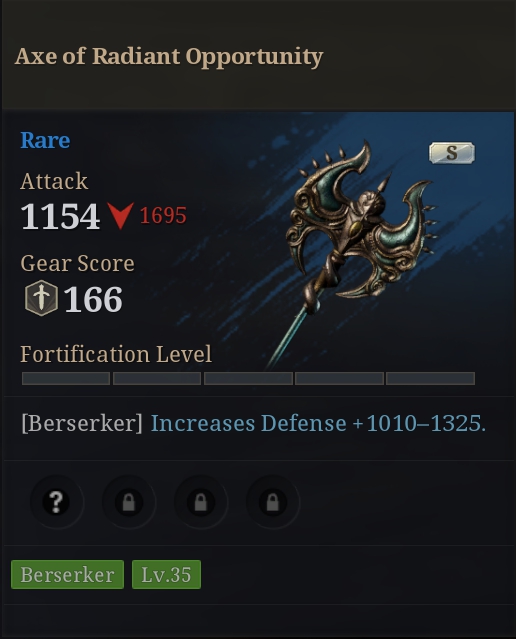 Axe of Radiant Opportunity
Rare
S
Attack
1154 1695
Gear Score
166
Fortification Level
[Berserker] Increases Defense +1010–1325.
?
Berserker Lv.35